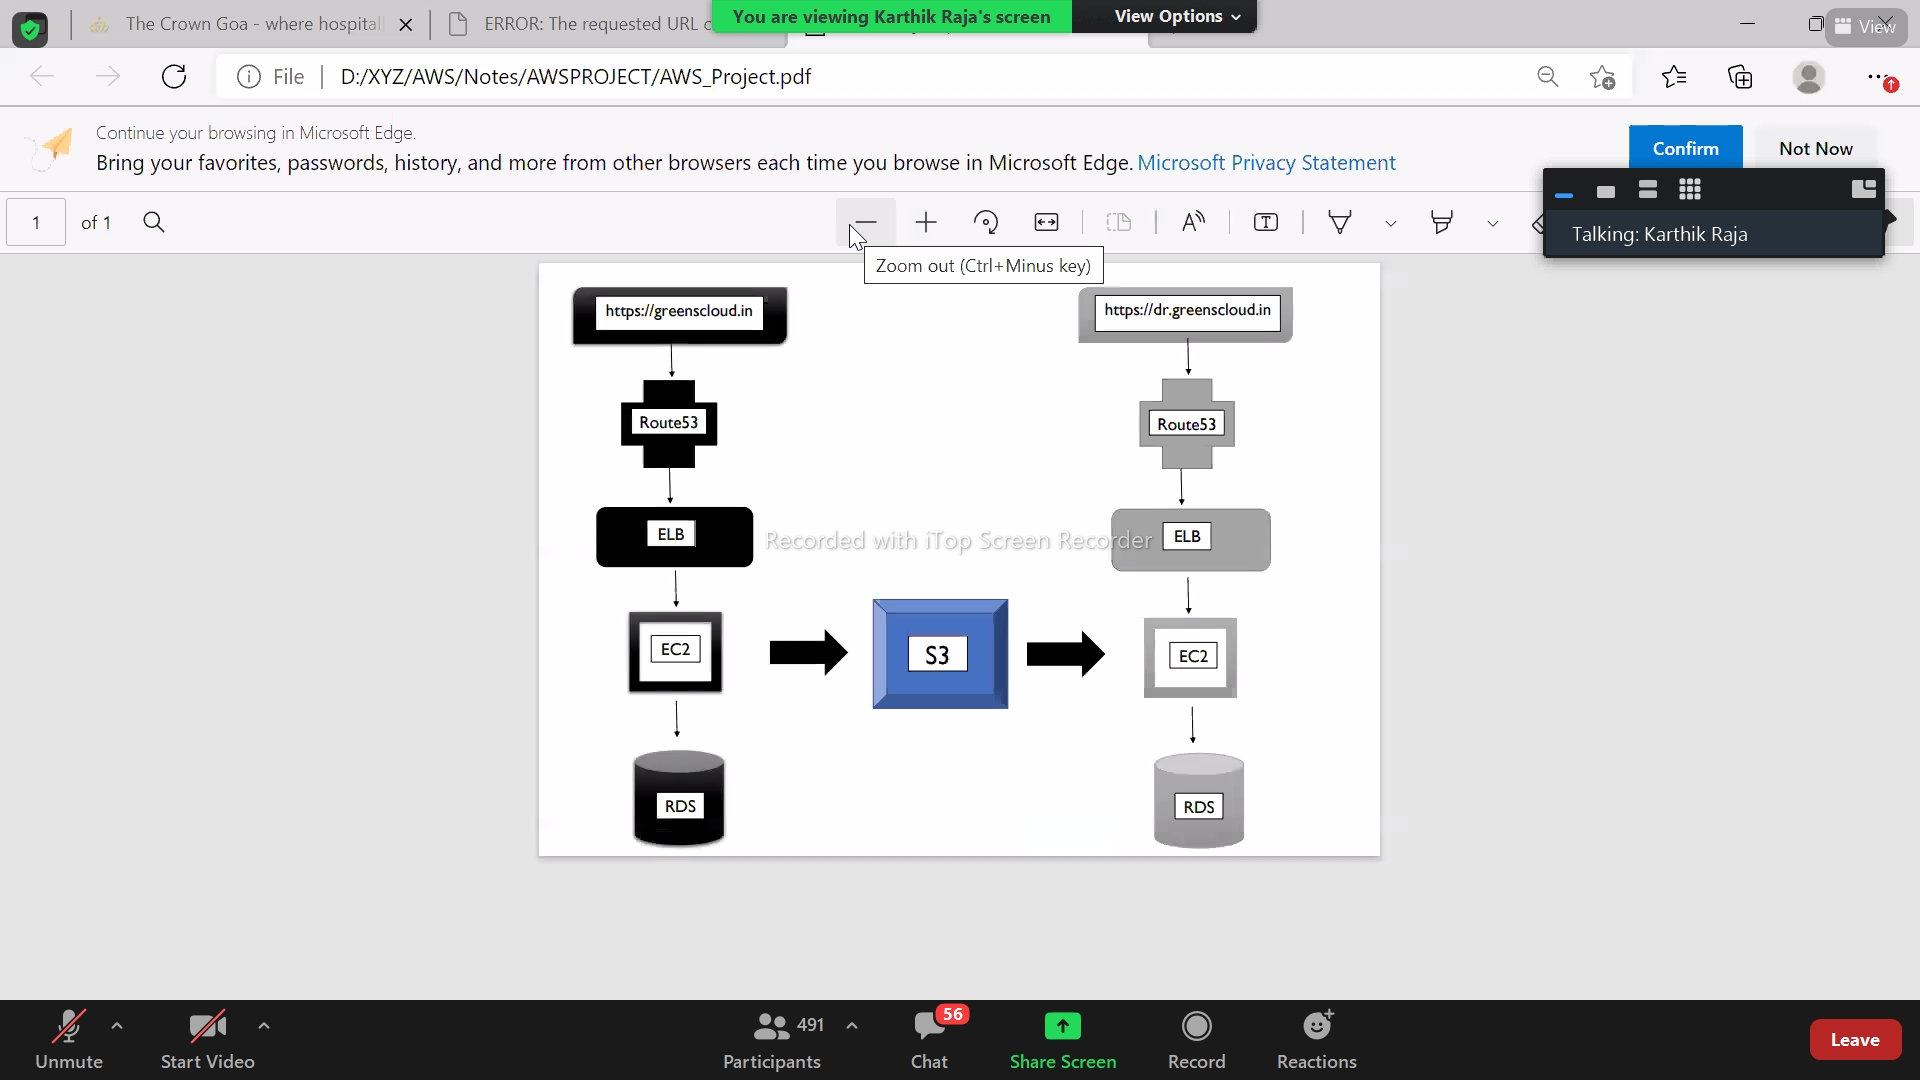 The Crown Goa - where hospital
ERROR: The requested URL c
You are viewing Karthik Raja's screen
View Options
View
File
D:/XYZ/AWS/Notes/AWSPROJECT/AWS_Project.pdf
Continue your browsing in Microsoft Edge.
Bring your favorites, passwords, history, and more from other browsers each time you browse in Microsoft Edge. Microsoft Privacy Statement
Confirm
Not Now
Talking: Karthik Raja
1
of 1
Zoom out (Ctrl+Minus key)
https://greenscloud.in
https://dr.greenscloud.in
Route53
Route53
ELB
Recorded with iTop Screen Recorder
ELB
EC2
S3
EC2
RDS
RDS
Unmute
Start Video
491
Participants
56
Chat
Share Screen
Record
Reactions
Leave